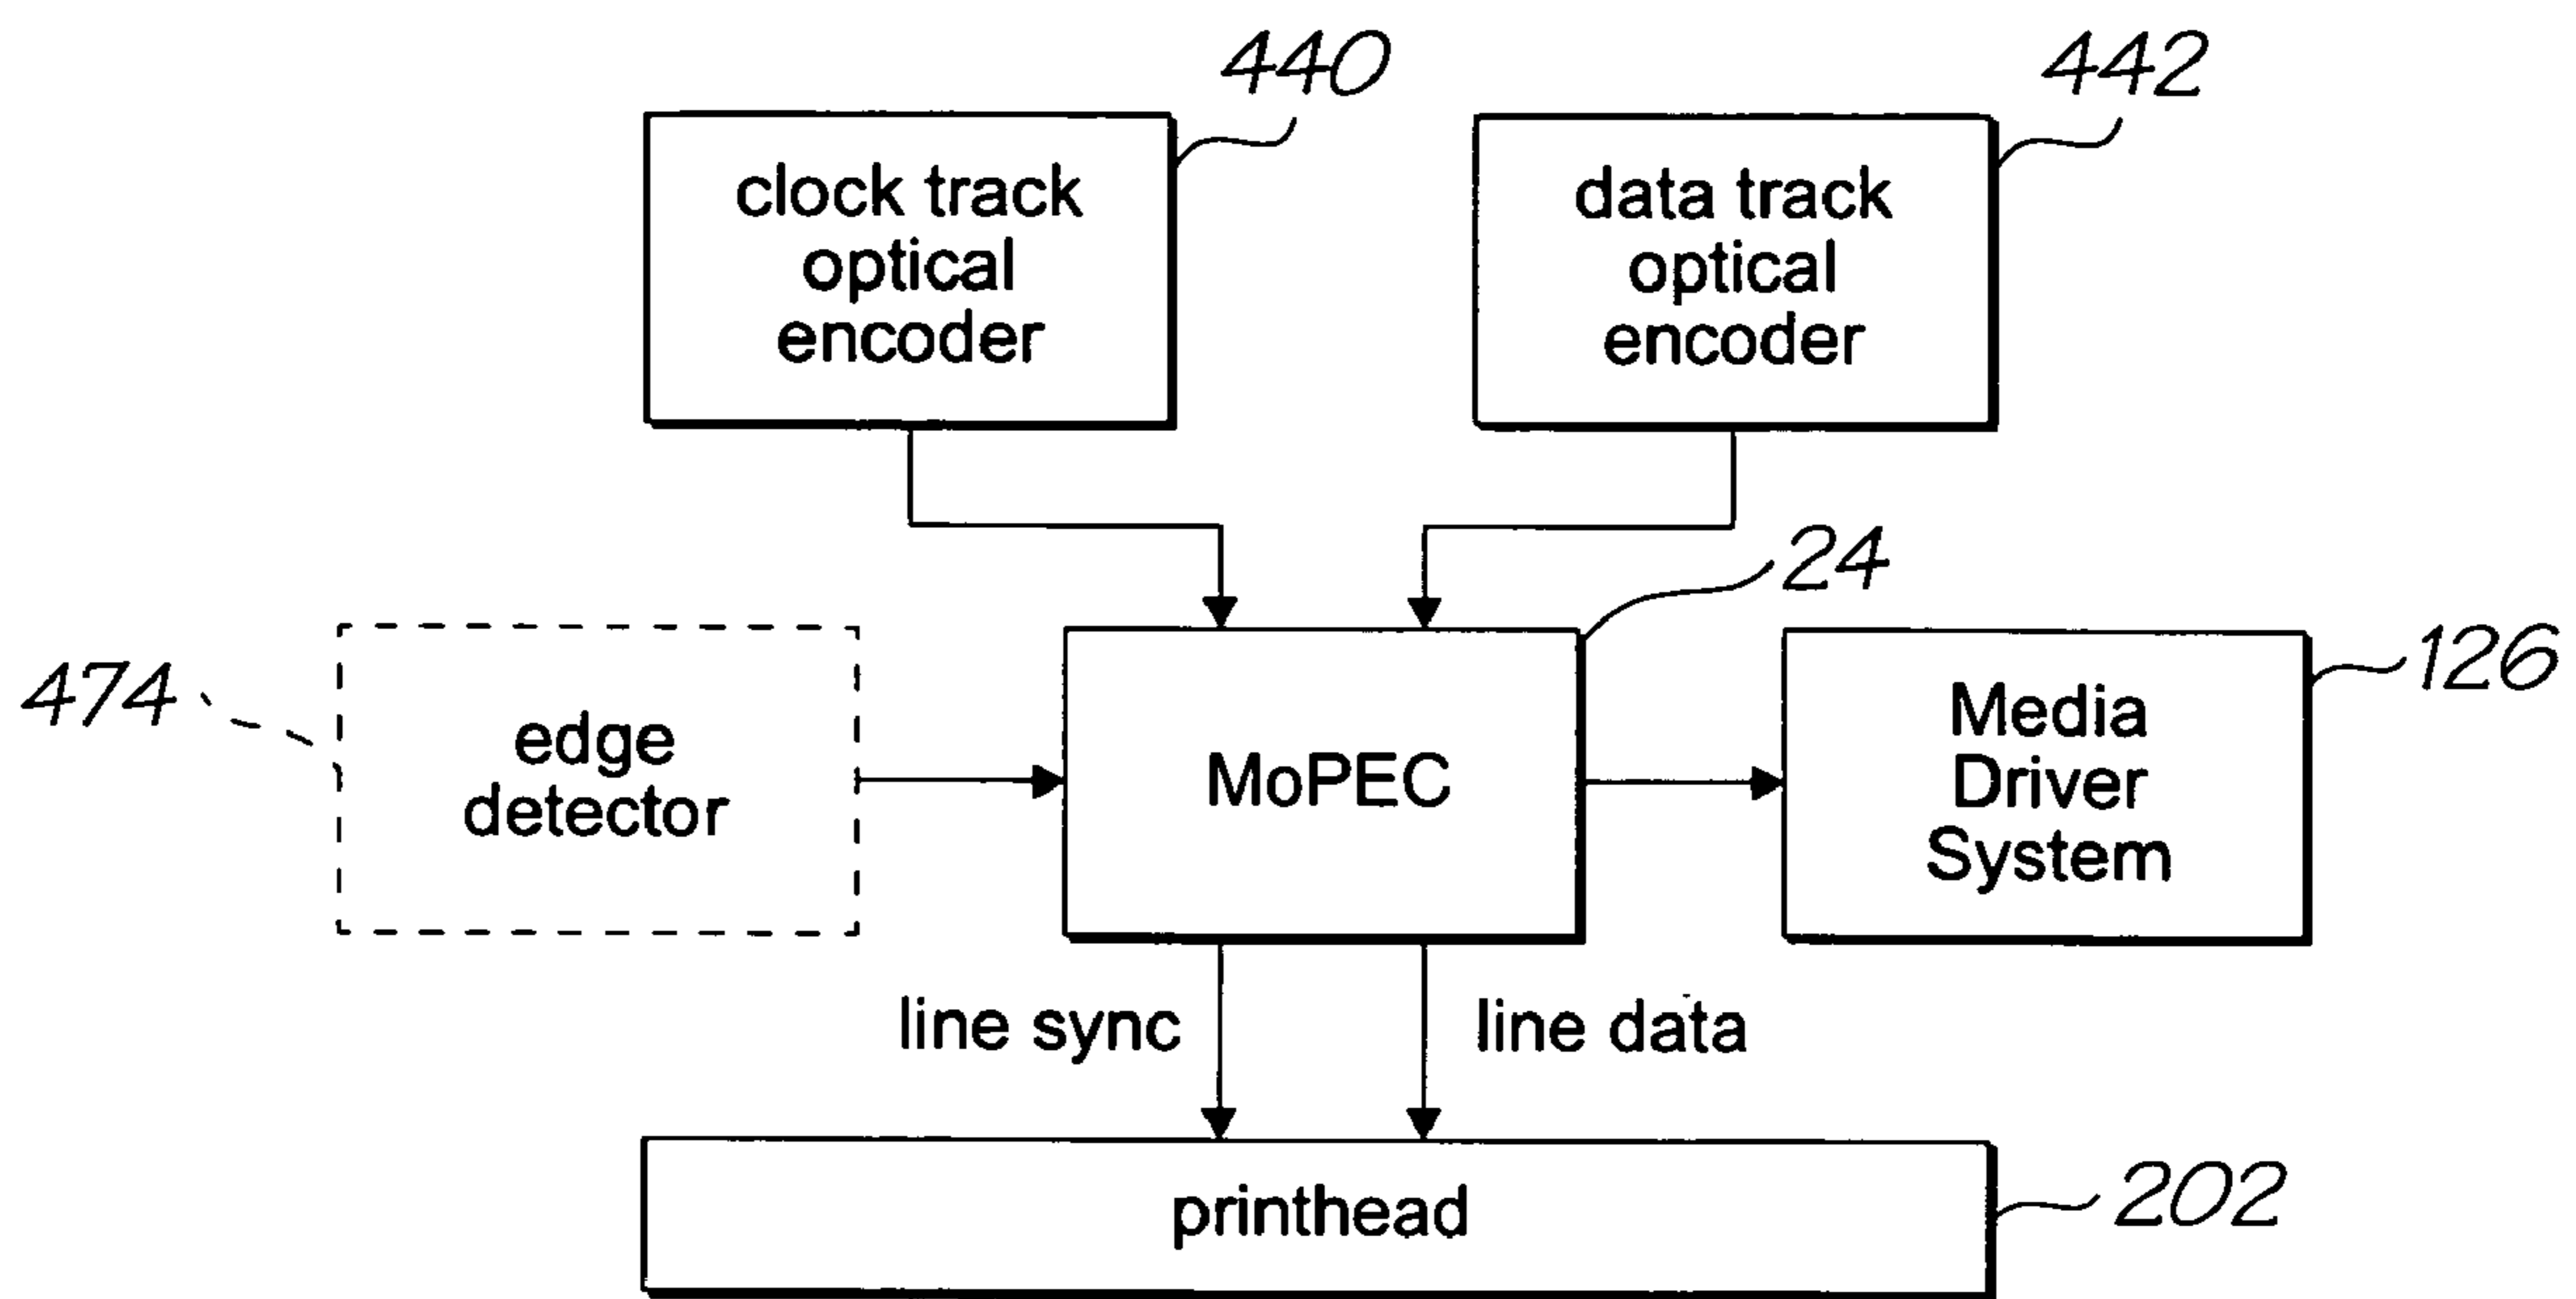 440
442
clock track
optical
encoder
data track
optical
encoder
24
474
edge
detector
MoPEC
126
Media
Driver
System
line sync
line data
printhead
202